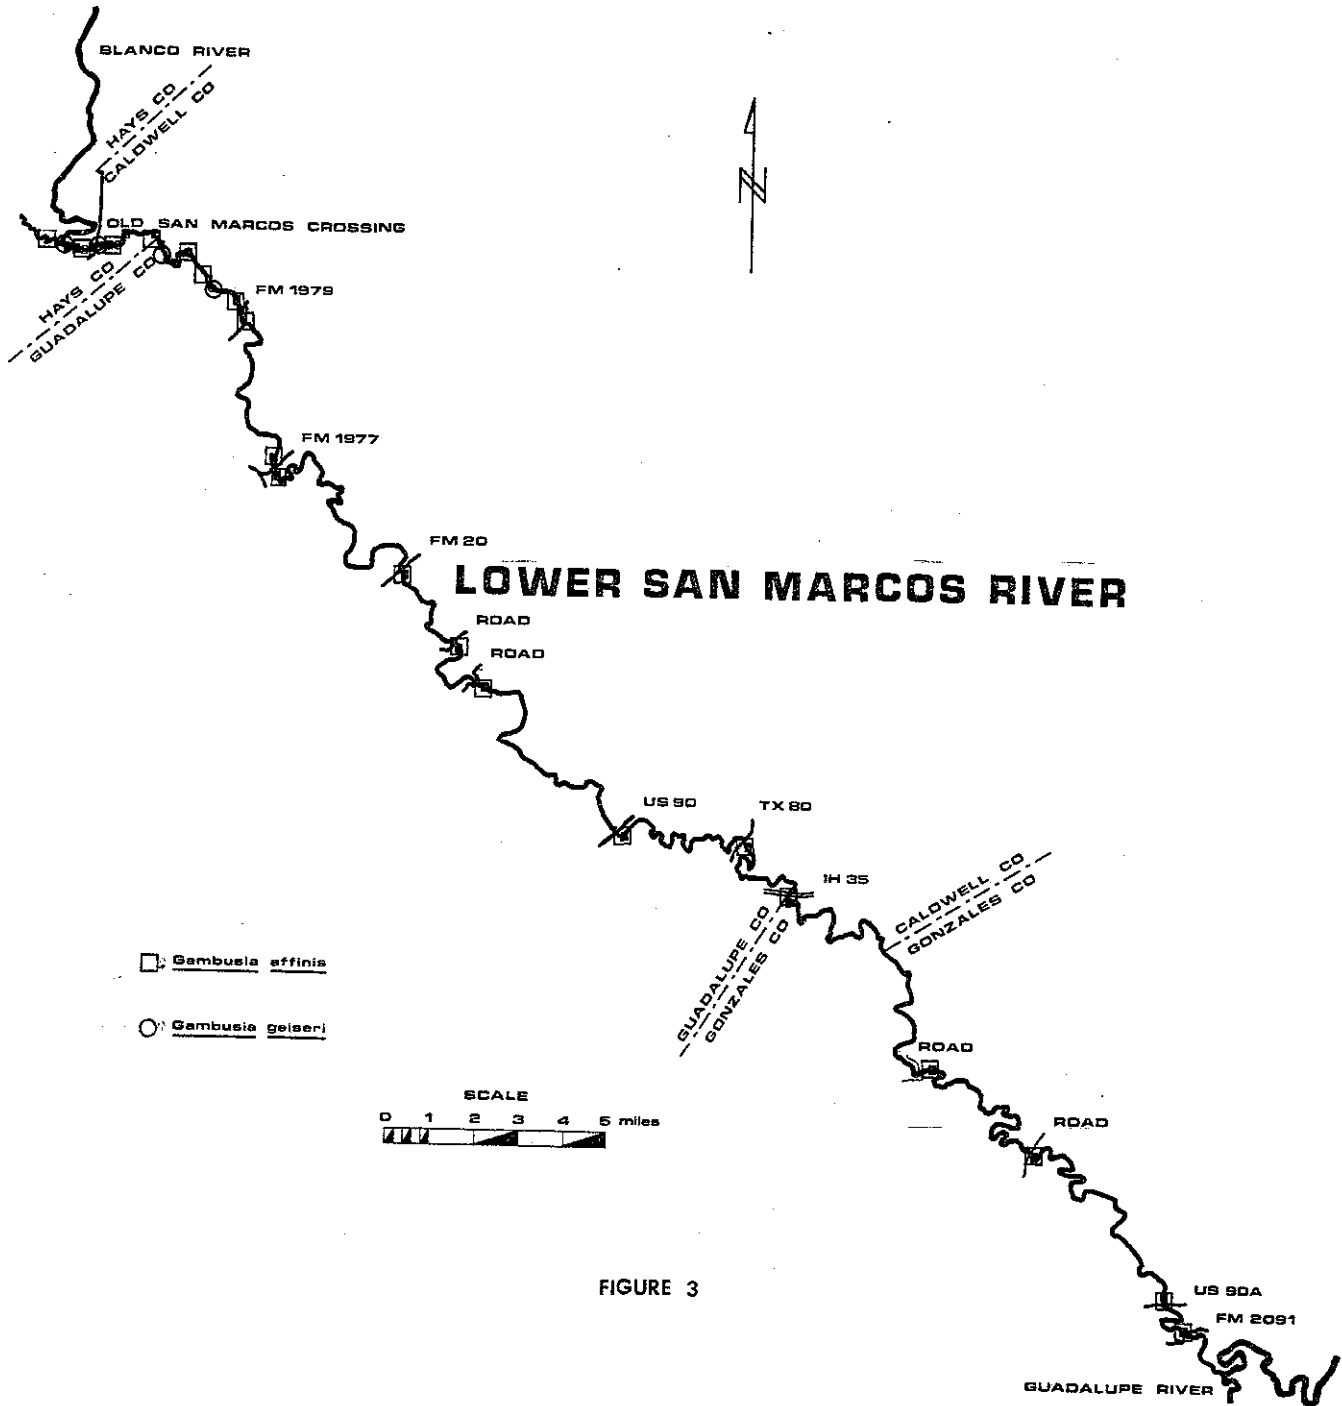 BLANCO RIVER
HAYS CO
CALDWELL CO
OLD SAN MARCOS CROSSING
HAYS CO
GUADALUPE CO
FM 1979
N
FM 1977
FM 20
LOWER SAN MARCOS RIVER
ROAD
ROAD
US 90
TX 80
IH 35
CALDWELL CO
GONZALES CO
GUADALUPE CO
GONZALES CO
Gambusia affinis
Gambusia geiseri
ROAD
SCALE
0 1 2 3 4 5 miles
ROAD
FIGURE 3
US 90A
FM 2091
GUADALUPE RIVER